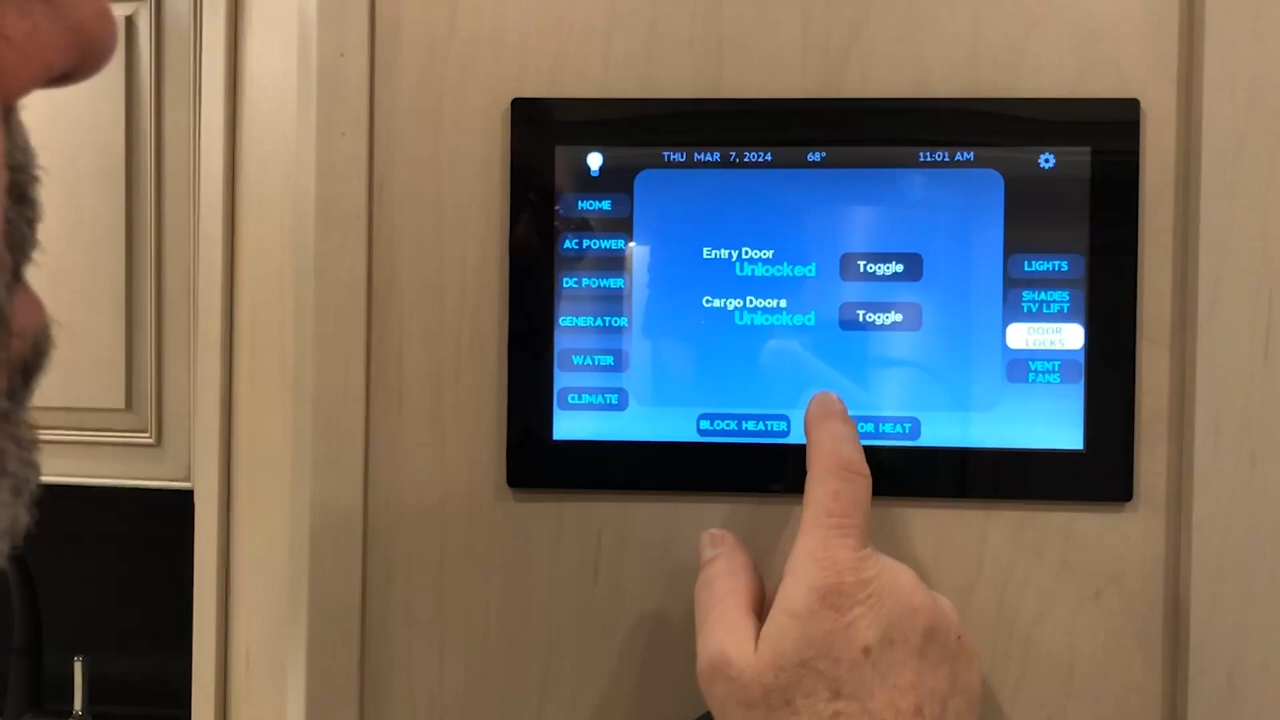 THU MAR 7, 2024 68° 11:01 AM
HOME
AC POWER
DC POWER
GENERATOR
WATER
CLIMATE
Entry Door
Unlocked
Toggle
Cargo Doors
Unlocked
Toggle
BLOCK HEATER
OR HEAT
LIGHTS
SHADES
TV LIFT
DOOR
LOCKS
VENT
FANS